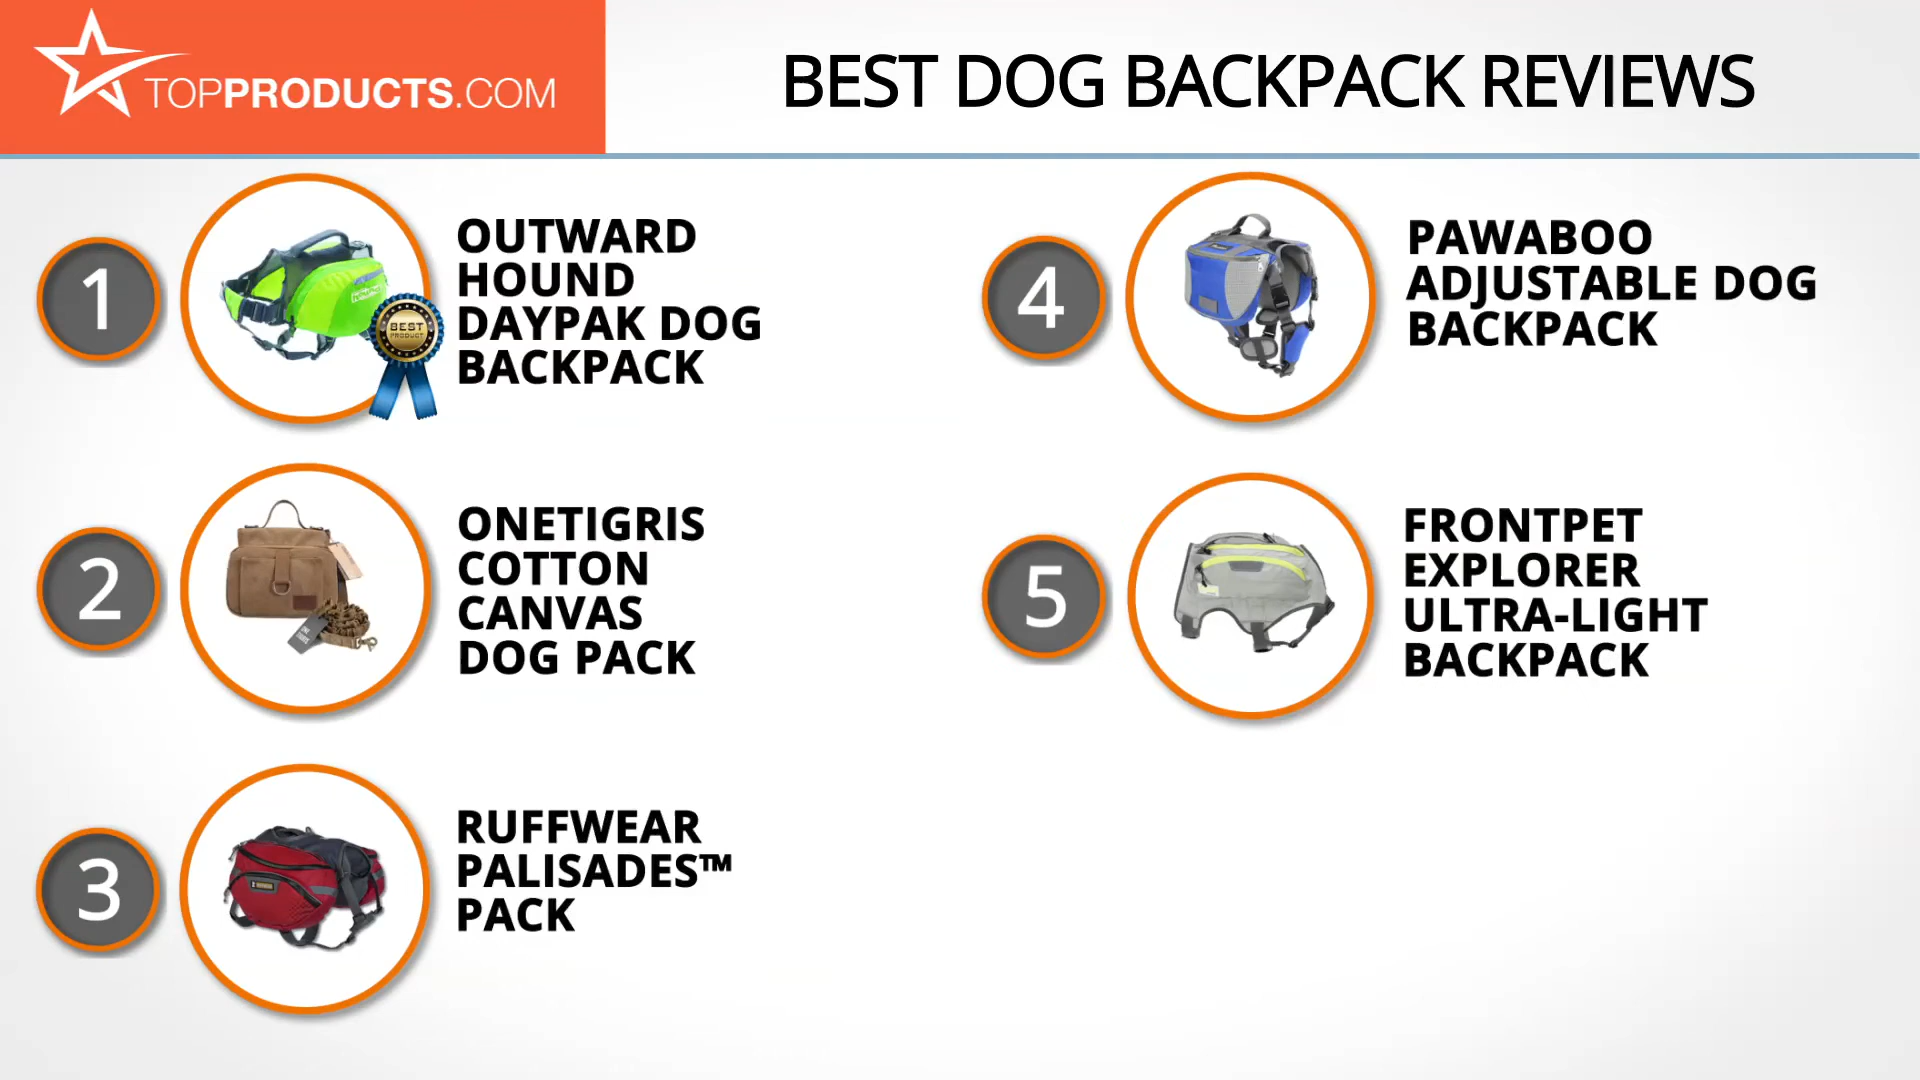 TOPPRODUCTS.COM
BEST DOG BACKPACK REVIEWS
1
BEST
PRODUCT
OUTWARD
HOUND
DAYPAK DOG
BACKPACK
2
ONETIGRIS
COTTON
CANVAS
DOG PACK
3
RUFFWEAR
PALISADES™
PACK
4
PAWABOO
ADJUSTABLE DOG
BACKPACK
5
FRONTPET
EXPLORER
ULTRA-LIGHT
BACKPACK